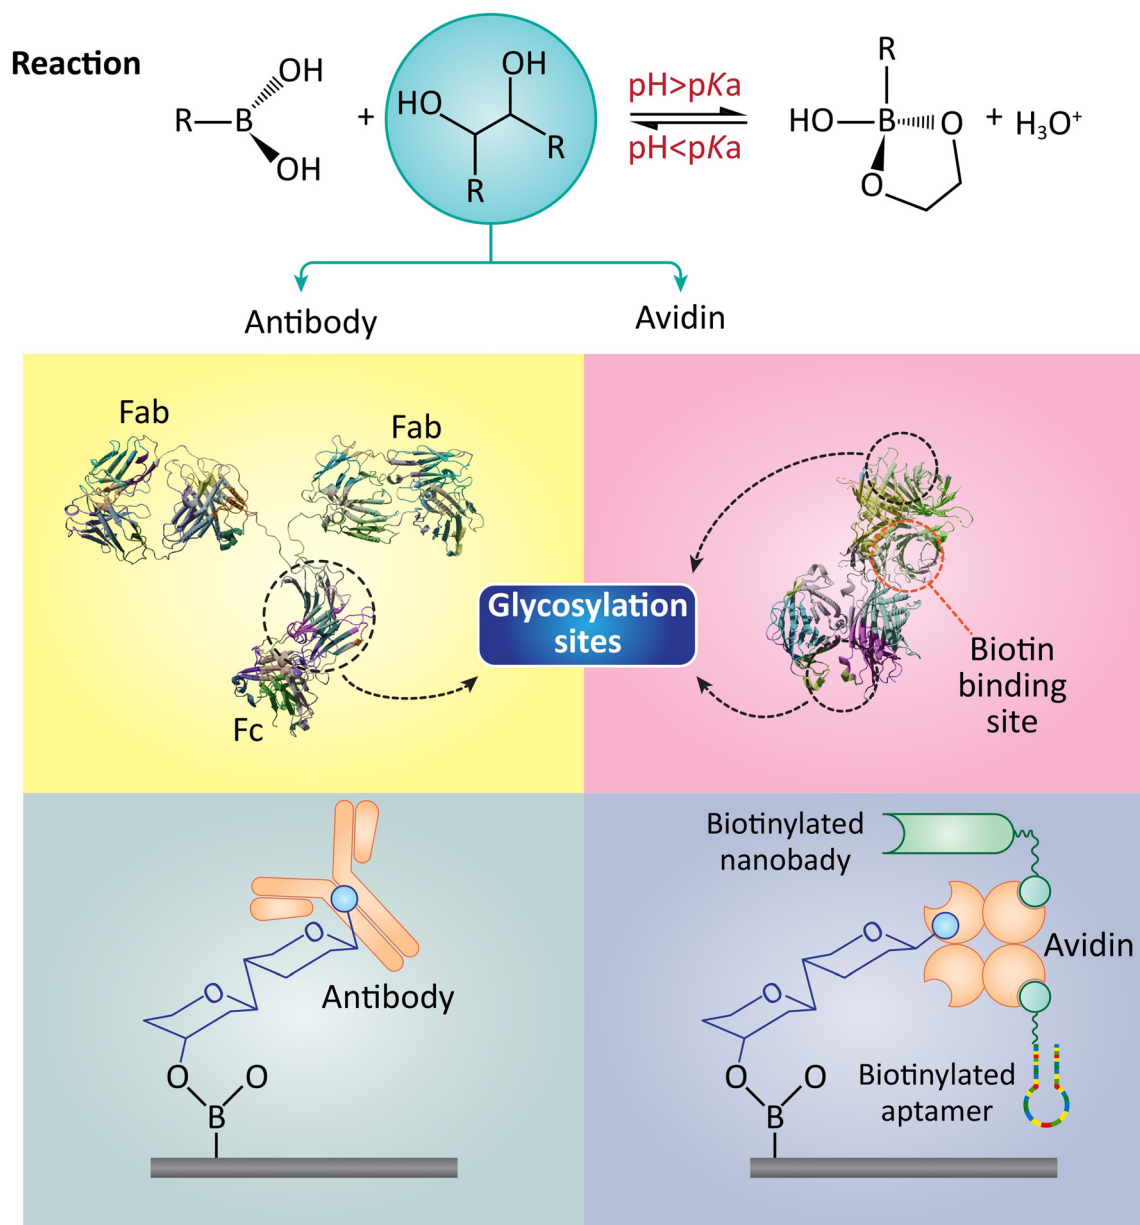 Reaction
R
B
OH
OH
+
HO
OH
R
R
pH>pKa
pH<pKa
R
HO
B
O
O
+
H₃O⁺
Antibody
Avidin
Fab
Fab
Fc
Glycosylation
sites
Biotin
binding
site
Biotinylated
nanobady
O
O
Antibody
O
O
B
O
O
Avidin
Biotinylated
aptamer
O
O
B